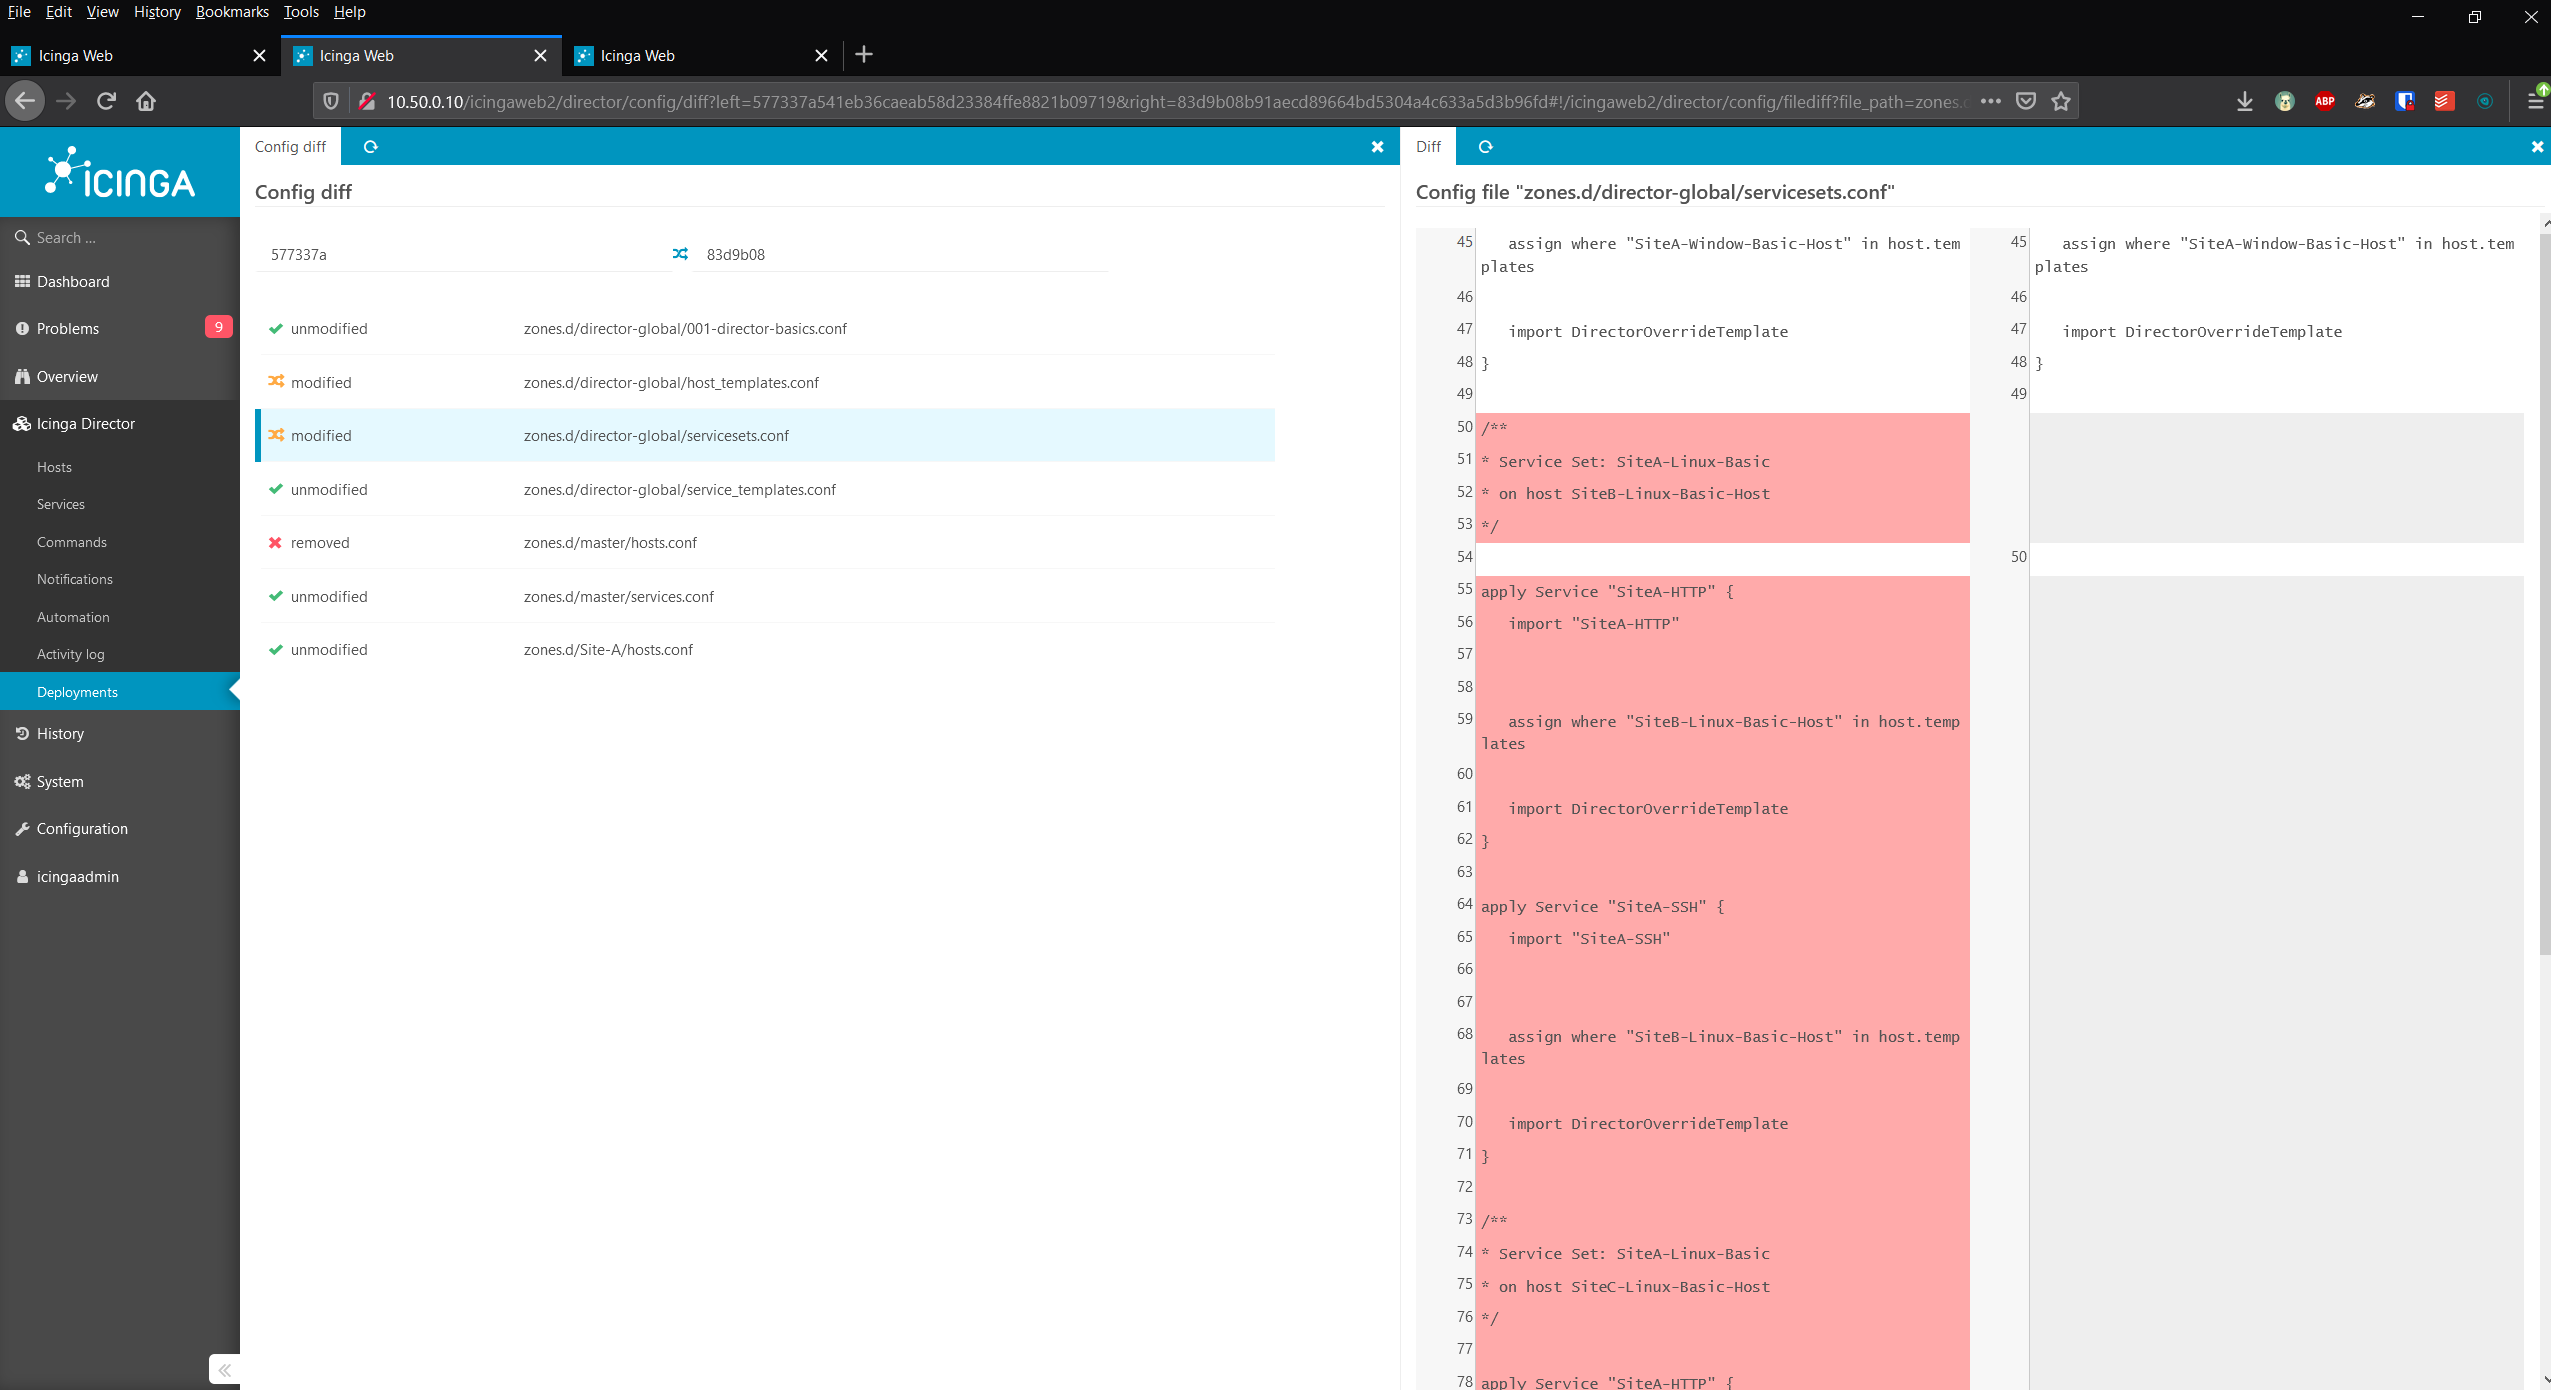 File Edit View History Bookmarks Tools Help
Icinga Web
Icinga Web
Icinga Web
10.50.0.10/icingaweb2/director/config/diff?left=577337a541eb36caeab58d23384ffe8821b09719&right=83d9b08b91aecd89664bd5304a4c633a5d3b96fd#!/icingaweb2/director/config/filediff?file_path=zones.
ABP
ICINGA
Search ...
Dashboard
Problems 9
Overview
Icinga Director
Hosts
Services
Commands
Notifications
Automation
Activity log
Deployments
History
System
Configuration
icingaadmin
Config diff
Config diff
577337a 83d9b08
unmodified zones.d/director-global/001-director-basics.conf
modified zones.d/director-global/host_templates.conf
modified zones.d/director-global/servicesets.conf
unmodified zones.d/director-global/service_templates.conf
removed zones.d/master/hosts.conf
unmodified zones.d/master/services.conf
unmodified zones.d/Site-A/hosts.conf
Diff
Config file "zones.d/director-global/servicesets.conf"
45 assign where "SiteA-Window-Basic-Host" in host.tem
plates
46
47 import DirectorOverrideTemplate
48 }
49
50 /**
51 * Service Set: SiteA-Linux-Basic
52 * on host SiteB-Linux-Basic-Host
53 */
54
55 apply Service "SiteA-HTTP" {
56 import "SiteA-HTTP"
57
58
59 assign where "SiteB-Linux-Basic-Host" in host.temp
lates
60
61 import DirectorOverrideTemplate
62 }
63
64 apply Service "SiteA-SSH" {
65 import "SiteA-SSH"
66
67
68 assign where "SiteB-Linux-Basic-Host" in host.temp
lates
69
70 import DirectorOverrideTemplate
71 }
72
73 /**
74 * Service Set: SiteA-Linux-Basic
75 * on host SiteC-Linux-Basic-Host
76 */
77
78 apply Service "SiteA-HTTP" {
45 assign where "SiteA-Window-Basic-Host" in host.tem
plates
46
47 import DirectorOverrideTemplate
48 }
49
50